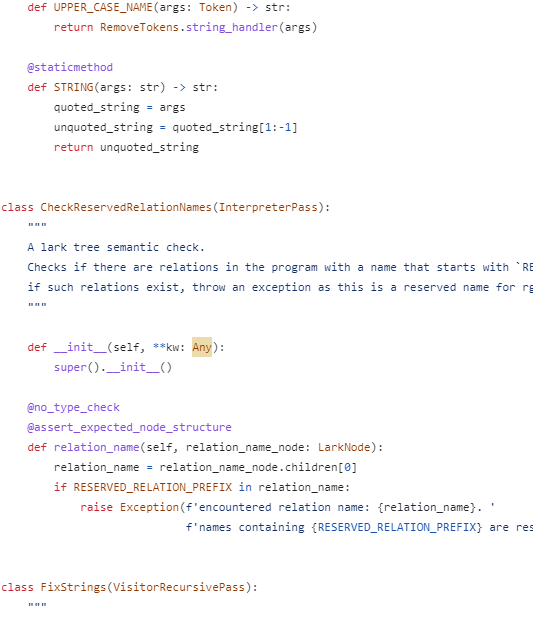 def UPPER_CASE_NAME(args: Token) -> str:
return RemoveTokens.string_handler(args)
@staticmethod
def STRING(args: str) -> str:
quoted_string = args
unquoted_string = quoted_string[1:-1]
return unquoted_string
class CheckReservedRelationNames(InterpreterPass):
"""
A lark tree semantic check.
Checks if there are relations in the program with a name that starts with `RE
if such relations exist, throw an exception as this is a reserved name for rg
"""
def __init__(self, **kw: Any):
super().__init__()
@no_type_check
@assert_expected_node_structure
def relation_name(self, relation_name_node: LarkNode):
relation_name = relation_name_node.children[0]
if RESERVED_RELATION_PREFIX in relation_name:
raise Exception(f'encountered relation name: {relation_name}. '
f'names containing {RESERVED_RELATION_PREFIX} are res
class FixStrings(VisitorRecursivePass):
"""